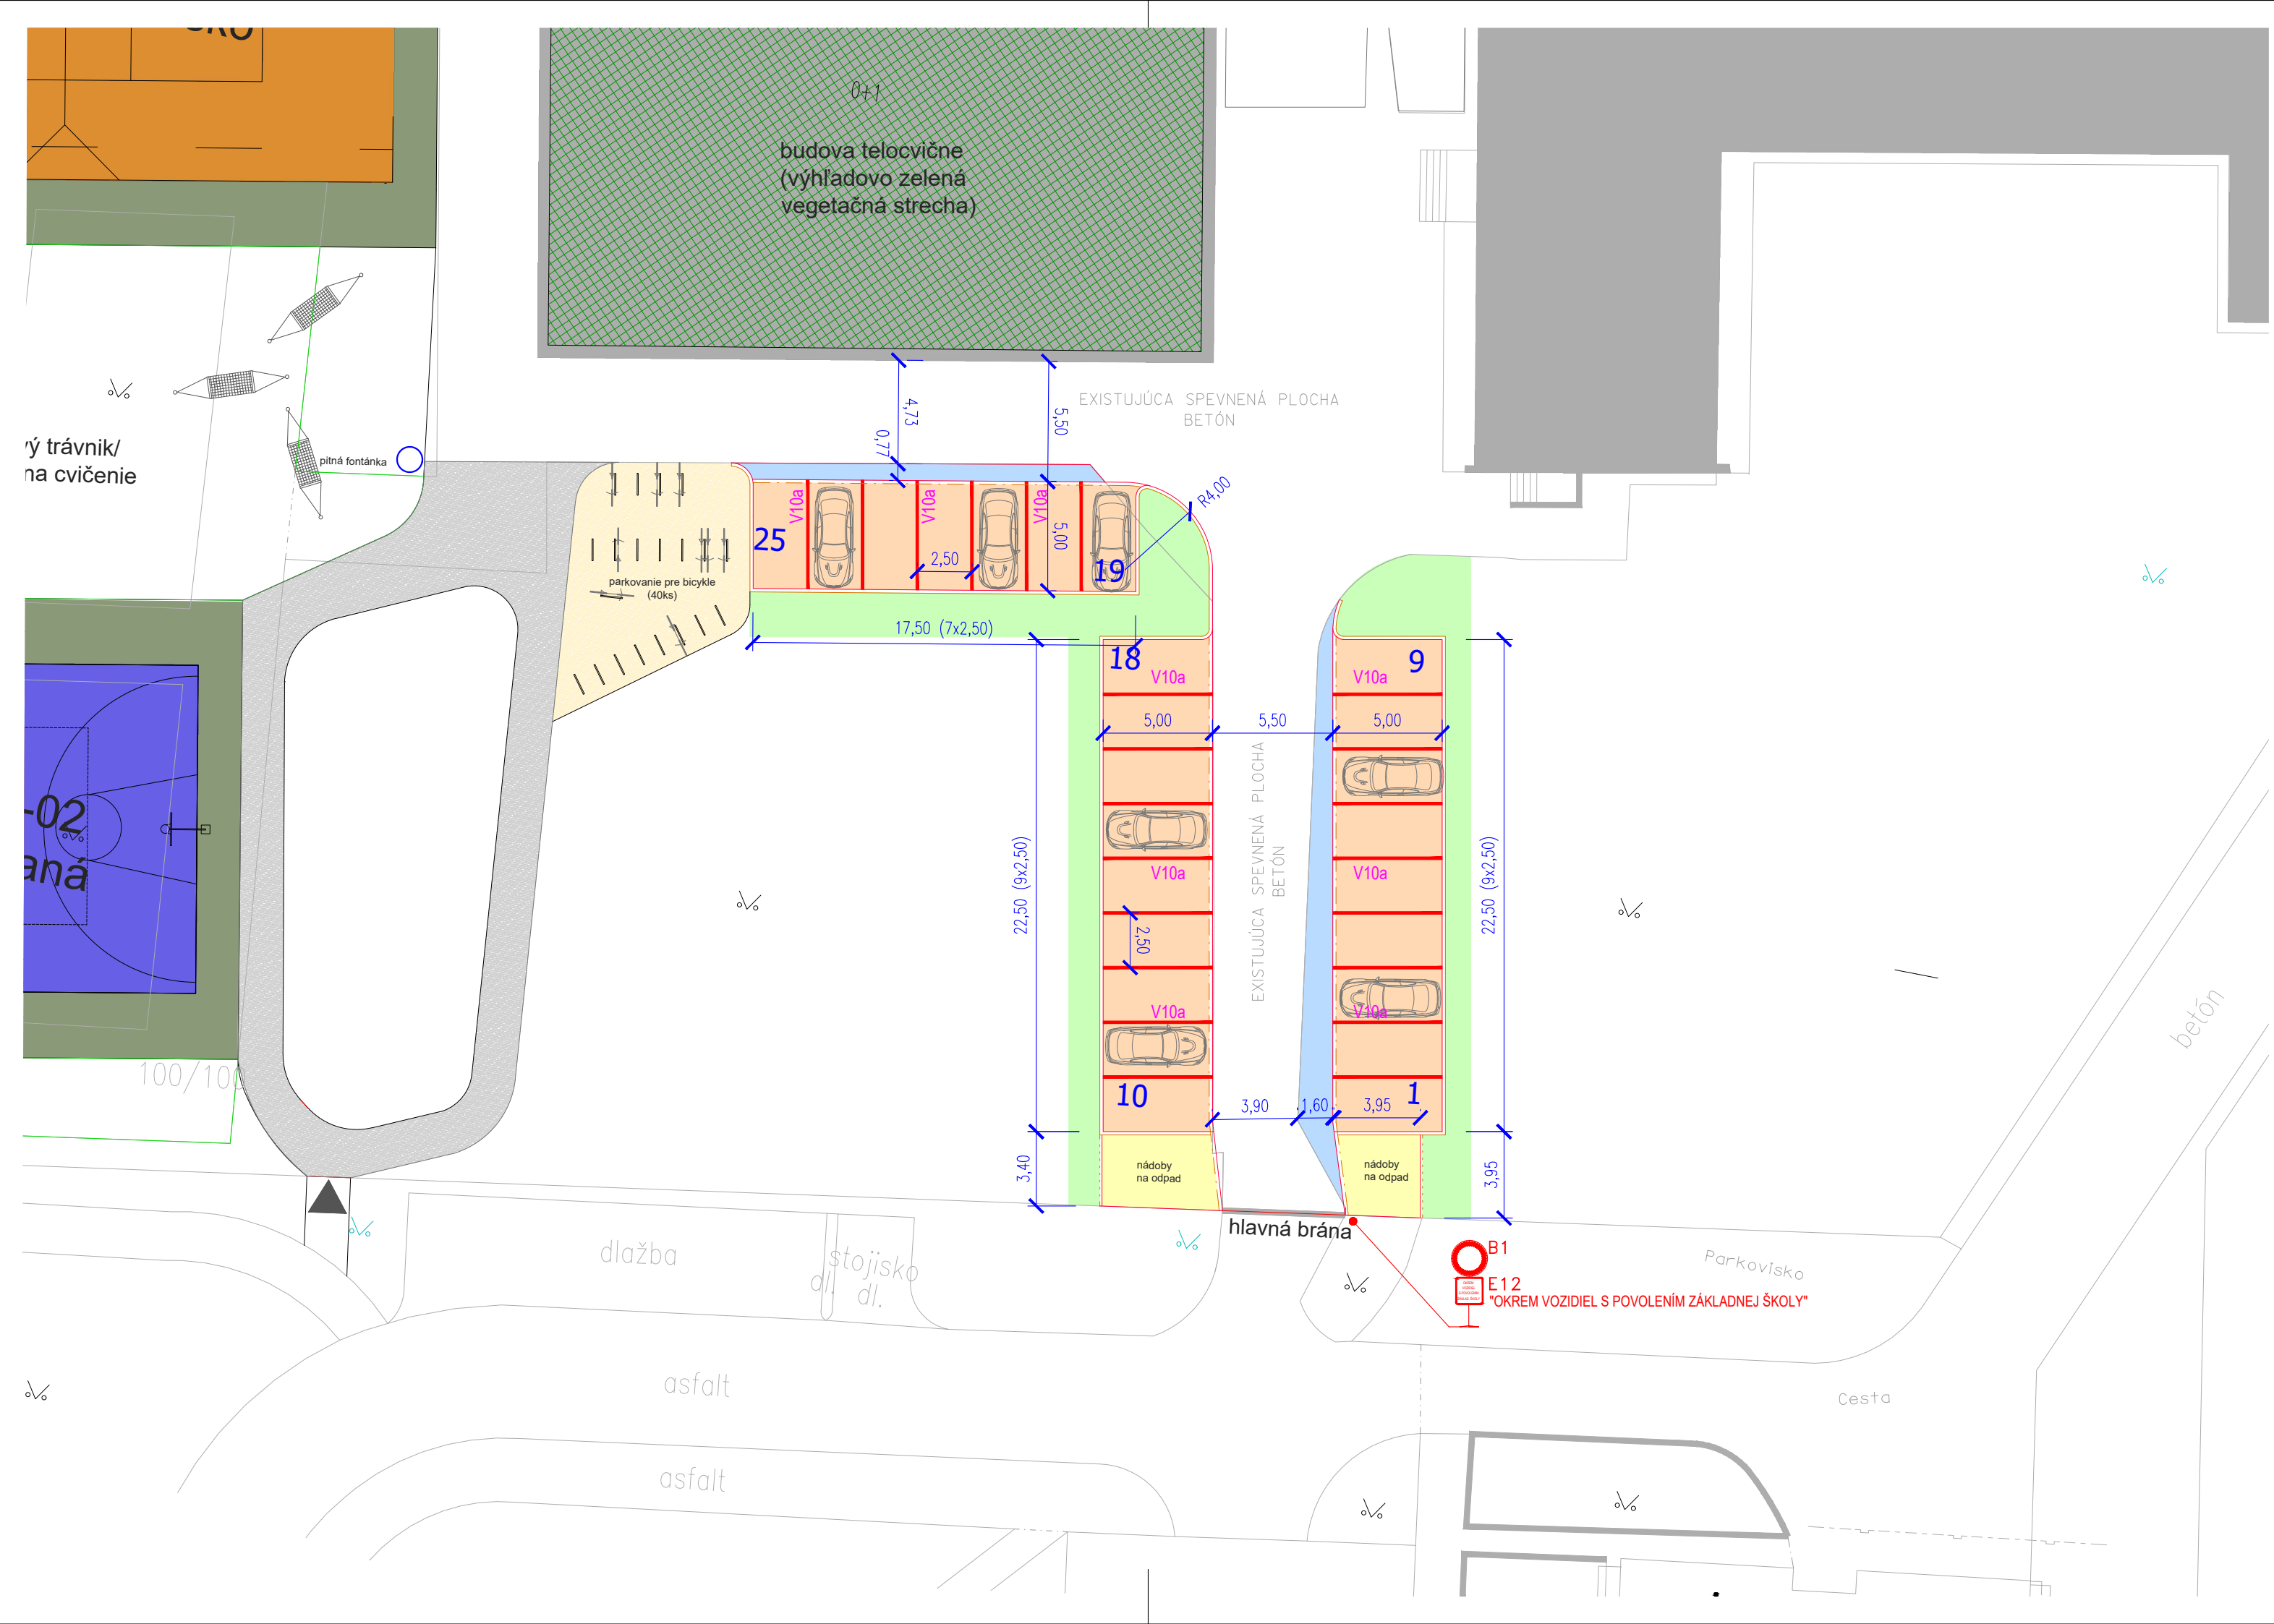 0+1
budova telocvične
(výhľadovo zelená
vegetačná strecha)
4,73
0,77
5,50
EXISTUJÚCA SPEVNENÁ PLOCHA
BETÓN
vý trávnik/
na cvičenie
pitná fontánka
V10a
V10a
V10a
R4,00
25
2,50
5,00
19
parkovanie pre bicykle
(40ks)
17,50 (7x2,50)
18
V10a
9
V10a
5,00
5,50
5,00
EXISTUJÚCA SPEVNENÁ PLOCHA
BETÓN
-02
aná
22,50 (9x2,50)
V10a
V10a
22,50 (9x2,50)
2,50
V10a
V10a
betón
100/100
10
3,90
1,60
3,95
1
3,40
nádoby
na odpad
nádoby
na odpad
3,95
hlavná brána
dlažba
stojisko
dl.
dl.
B1
E12
"OKREM VOZIDIEL S POVOLENÍM ZÁKLADNEJ ŠKOLY"
Parkovisko
asfalt
Cesta
asfalt